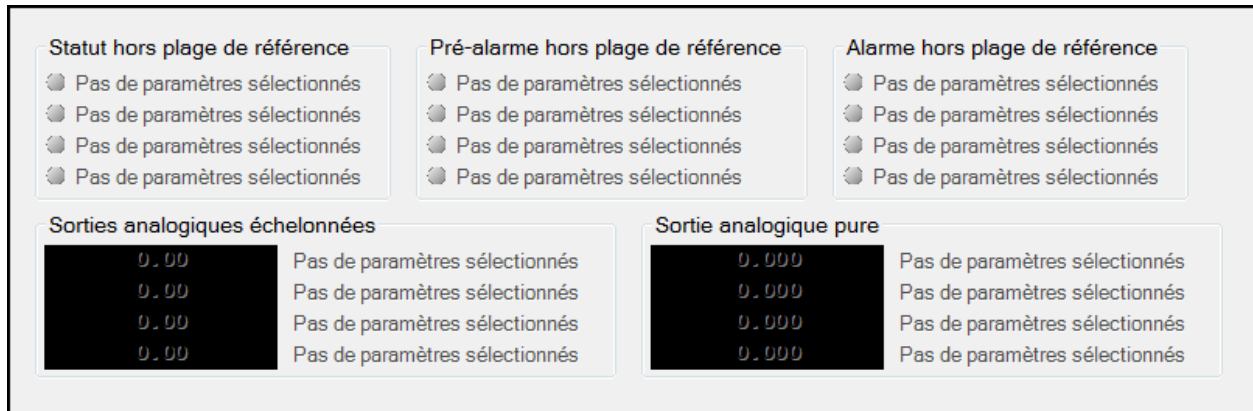 Statut hors plage de référence
Pas de paramètres sélectionnés
Pas de paramètres sélectionnés
Pas de paramètres sélectionnés
Pas de paramètres sélectionnés
Pré-alarme hors plage de référence
Pas de paramètres sélectionnés
Pas de paramètres sélectionnés
Pas de paramètres sélectionnés
Pas de paramètres sélectionnés
Alarme hors plage de référence
Pas de paramètres sélectionnés
Pas de paramètres sélectionnés
Pas de paramètres sélectionnés
Pas de paramètres sélectionnés
Sorties analogiques échelonnées
0.00 Pas de paramètres sélectionnés
0.00 Pas de paramètres sélectionnés
0.00 Pas de paramètres sélectionnés
0.00 Pas de paramètres sélectionnés
Sortie analogique pure
0.000 Pas de paramètres sélectionnés
0.000 Pas de paramètres sélectionnés
0.000 Pas de paramètres sélectionnés
0.000 Pas de paramètres sélectionnés